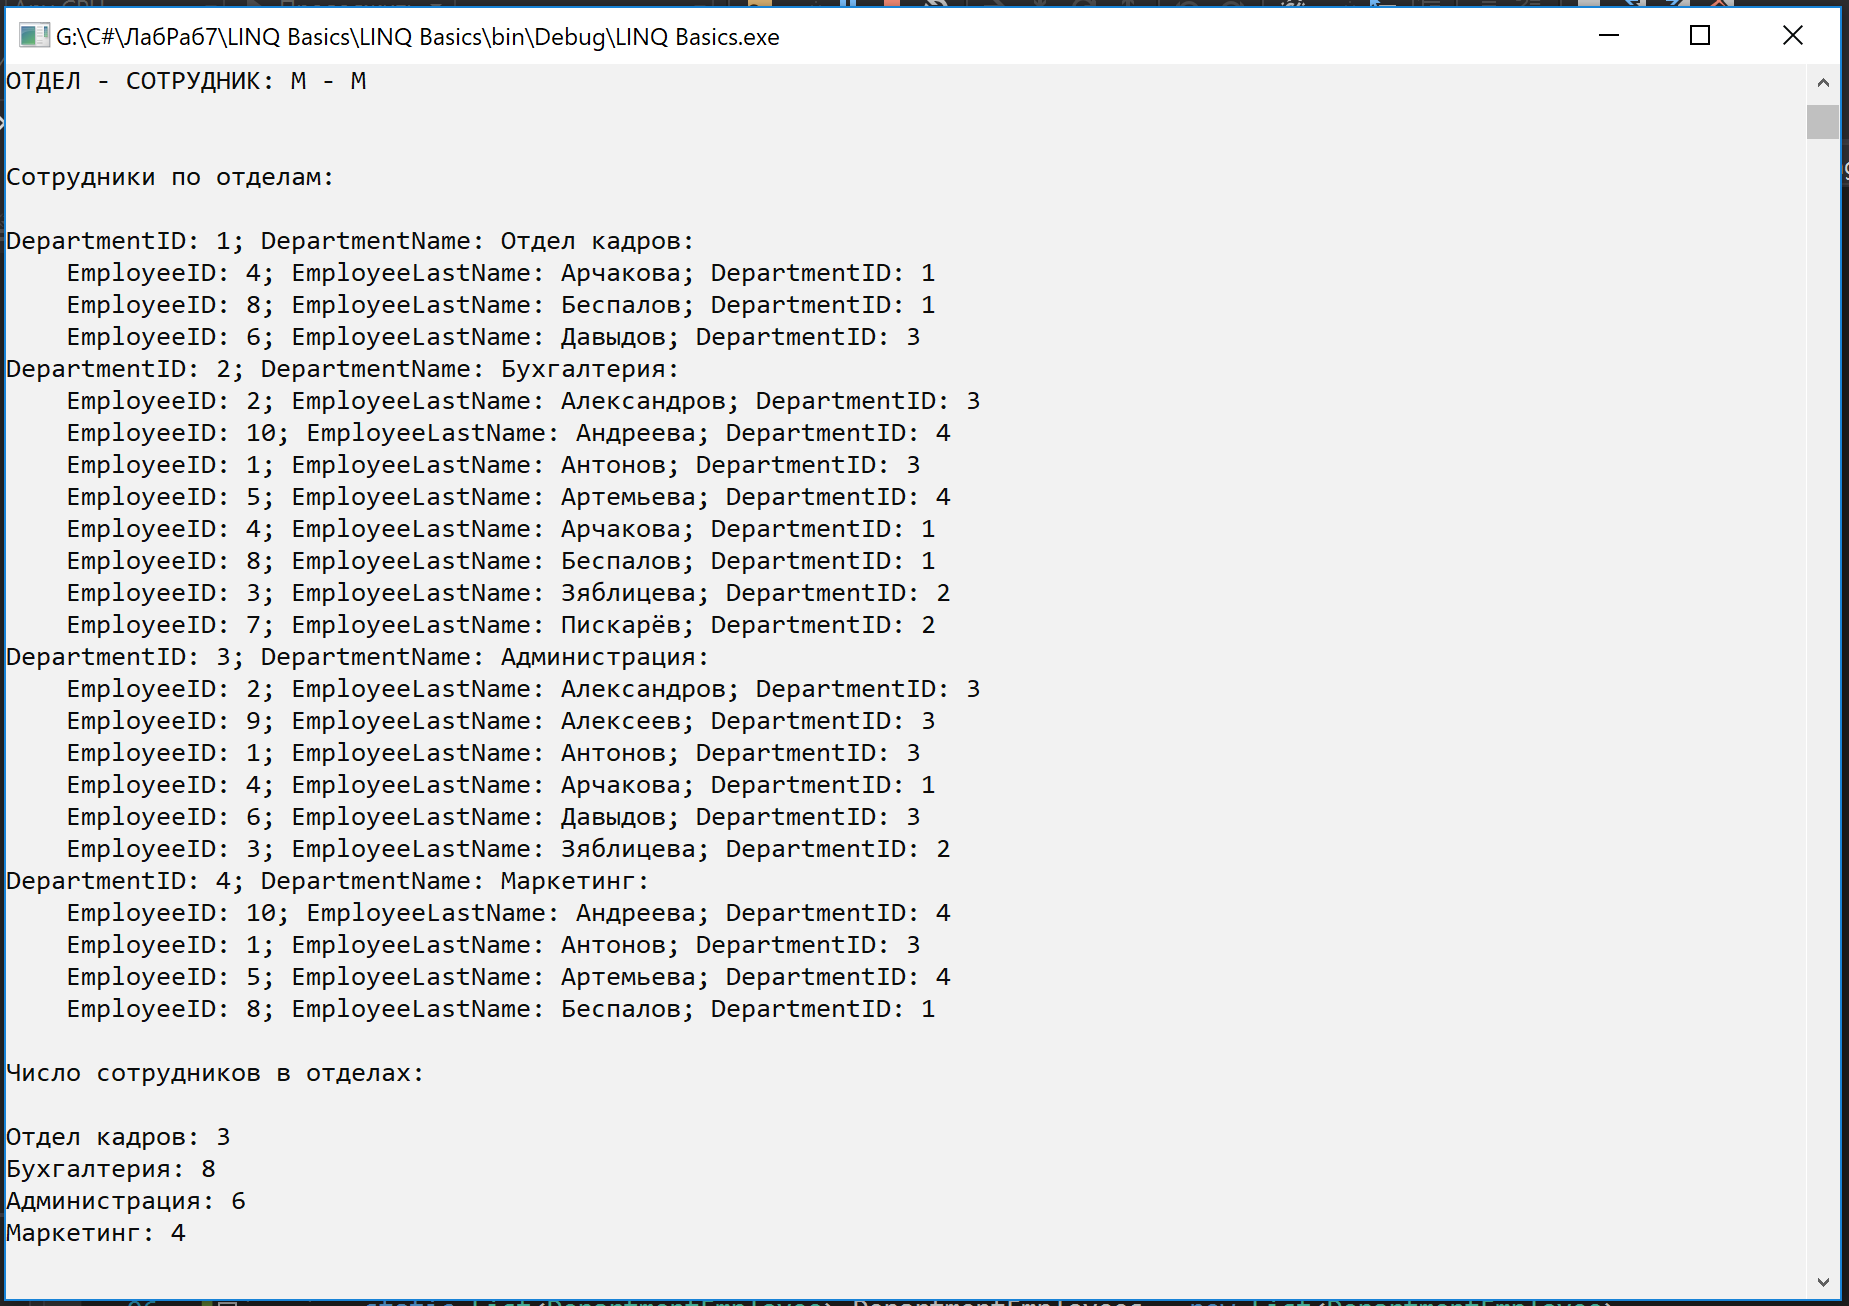 G:\C#\ЛабРаб7\LINQ Basics\LINQ Basics\bin\Debug\LINQ Basics.exe
ОТДЕЛ - СОТРУДНИК: М - М
Сотрудники по отделам:
DepartmentID: 1; DepartmentName: Отдел кадров:
EmployeeID: 4; EmployeeLastName: Арчакова; DepartmentID: 1
EmployeeID: 8; EmployeeLastName: Беспалов; DepartmentID: 1
EmployeeID: 6; EmployeeLastName: Давыдов; DepartmentID: 3
DepartmentID: 2; DepartmentName: Бухгалтерия:
EmployeeID: 2; EmployeeLastName: Александров; DepartmentID: 3
EmployeeID: 10; EmployeeLastName: Андреева; DepartmentID: 4
EmployeeID: 1; EmployeeLastName: Антонов; DepartmentID: 3
EmployeeID: 5; EmployeeLastName: Артемьева; DepartmentID: 4
EmployeeID: 4; EmployeeLastName: Арчакова; DepartmentID: 1
EmployeeID: 8; EmployeeLastName: Беспалов; DepartmentID: 1
EmployeeID: 3; EmployeeLastName: Зяблицева; DepartmentID: 2
EmployeeID: 7; EmployeeLastName: Пискарёв; DepartmentID: 2
DepartmentID: 3; DepartmentName: Администрация:
EmployeeID: 2; EmployeeLastName: Александров; DepartmentID: 3
EmployeeID: 9; EmployeeLastName: Алексеев; DepartmentID: 3
EmployeeID: 1; EmployeeLastName: Антонов; DepartmentID: 3
EmployeeID: 4; EmployeeLastName: Арчакова; DepartmentID: 1
EmployeeID: 6; EmployeeLastName: Давыдов; DepartmentID: 3
EmployeeID: 3; EmployeeLastName: Зяблицева; DepartmentID: 2
DepartmentID: 4; DepartmentName: Маркетинг:
EmployeeID: 10; EmployeeLastName: Андреева; DepartmentID: 4
EmployeeID: 1; EmployeeLastName: Антонов; DepartmentID: 3
EmployeeID: 5; EmployeeLastName: Артемьева; DepartmentID: 4
EmployeeID: 8; EmployeeLastName: Беспалов; DepartmentID: 1
Число сотрудников в отделах:
Отдел кадров: 3
Бухгалтерия: 8
Администрация: 6
Маркетинг: 4